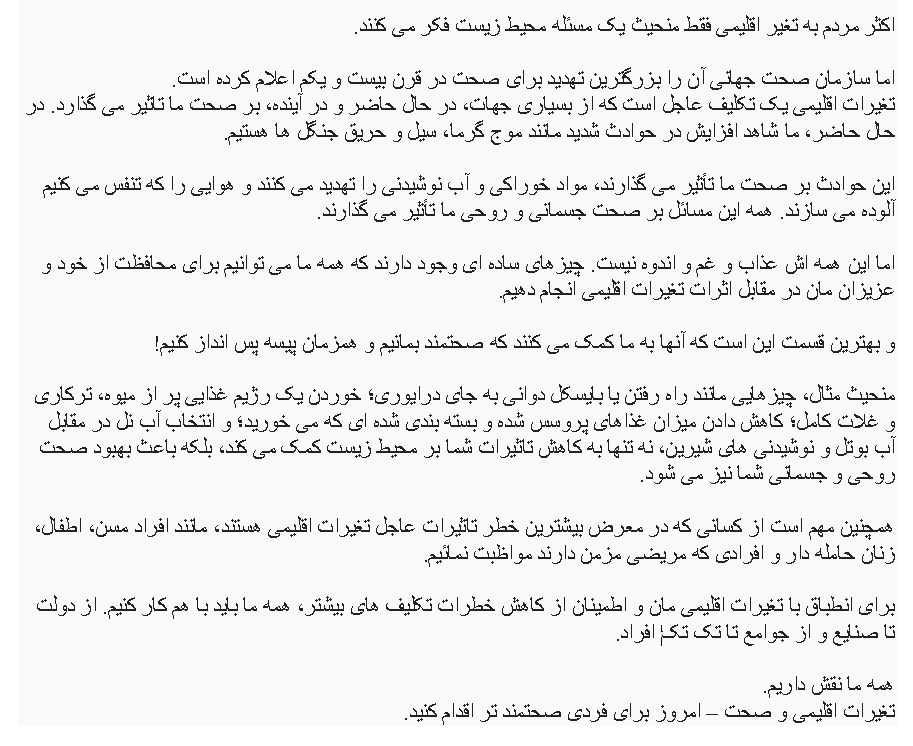 اکثر مردم به تغیر اقلیمی فقط منحیث یک مسئله محیط زیست فکر می کنند.
اما سازمان صحت جهانی آن را بزرگترین تهدید برای صحت در قرن بیست و یکم اعلام کرده است.
تغیرات اقلیمی یک تکلیف عاجل است که از بسیاری جهات، در حال حاضر و در آینده، بر صحت ما تاثیر می گذارد. در
حال حاضر، ما شاهد افزایش در حوادث شدید مانند موج گرما، سیل و حریق جنگل ها هستیم.
این حوادث بر صحت ما تأثیر می گذارند، مواد خوراکی و آب نوشیدنی را تهدید می کنند و هوایی را که تنفس می کنیم
آلوده می سازند. همه این مسائل بر صحت جسمانی و روحی ما تأثیر می گذارند.
اما این همه اش عذاب و غم و اندوه نیست. چیزهای ساده ای وجود دارند که همه ما می توانیم برای محافظت از خود و
عزیزان مان در مقابل اثرات تغیرات اقلیمی انجام دهیم.
و بهترین قسمت این است که آنها به ما کمک می کنند که صحتمند بمانیم و همزمان پیسه پس انداز کنیم!
منحیث مثال، چیزهایی مانند راه رفتن یا بایسکل دوانی به جای درایوری؛ خوردن یک رژیم غذایی پر از میوه، ترکاری
و غلات کامل؛ کاهش دادن میزان غذاهای پروسس شده و بسته بندی شده ای که می خورید؛ و انتخاب آب نل در مقابل
آب بوتل و نوشیدنی های شیرین، نه تنها به کاهش تاثیرات شما بر محیط زیست کمک می کند، بلکه باعث بهبود صحت
روحی و جسمانی شما نیز می شود.
همچنین مهم است از کسانی که در معرض بیشترین خطر تاثیرات عاجل تغیرات اقلیمی هستند، مانند افراد مسن، اطفال،
زنان حامله دار و افرادی که مریضی مزمن دارند مواظبت نمائیم.
برای انطباق با تغیرات اقلیمی مان و اطمینان از کاهش خطرات تکلیف های بیشتر، همه ما باید با هم کار کنیم. از دولت
تا صنایع و از جوامع تا تک تک افراد.
همه ما نقش داریم.
تغیرات اقلیمی و صحت – امروز برای فردی صحتمند تر اقدام کنید.